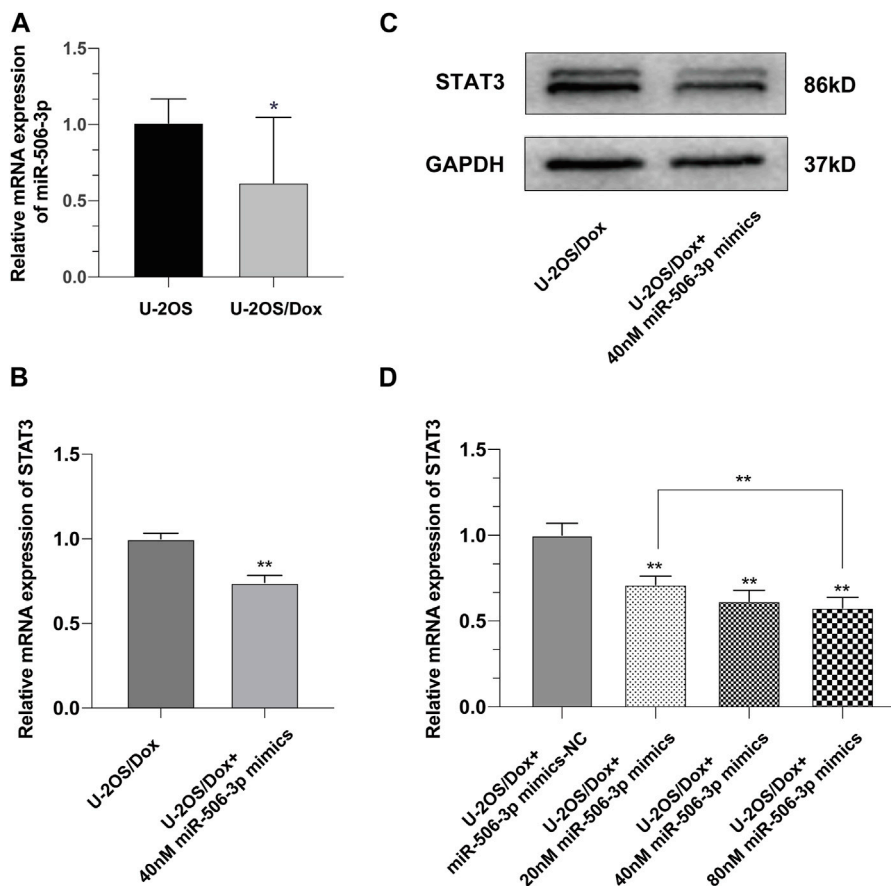 A
Relative mRNA expression
of miR-506-3p
1.5
1.0
0.5
0.0
*
U-2OS
U-2OS/Dox
C
STAT3
86kD
GAPDH
37kD
U-2OS/Dox
U-2OS/Dox+
40nM miR-506-3p mimics
B
Relative mRNA expression of STAT3
1.5
1.0
0.5
0.0
**
U-2OS/Dox
U-2OS/Dox+
40nM miR-506-3p mimics
D
Relative mRNA expression of STAT3
1.5
1.0
0.5
0.0
**
**
**
**
U-2OS/Dox+
miR-506-3p mimics-NC
U-2OS/Dox+
20nM miR-506-3p mimics
U-2OS/Dox+
40nM miR-506-3p mimics
U-2OS/Dox+
80nM miR-506-3p mimics